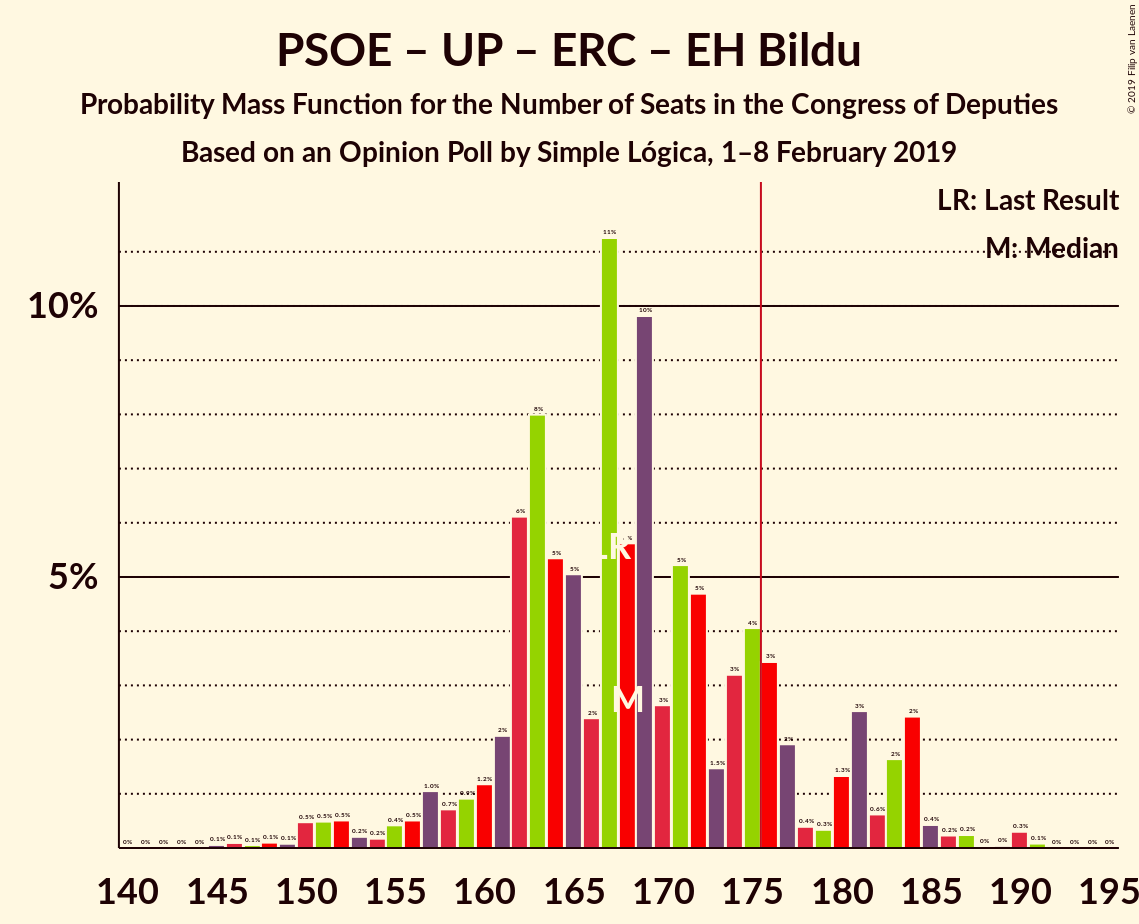 PSOE – UP – ERC – EH Bildu
Probability Mass Function for the Number of Seats in the Congress of Deputies
Based on an Opinion Poll by Simple Lógica, 1–8 February 2019
© 2019 Filip van Laenen
LR: Last Result
M: Median
10%
5%
0% 0% 0% 0% 0% 0.1% 0.1% 0.1% 0.1% 0.1% 0.5% 0.5% 0.5% 0.2% 0.2% 0.4% 0.5% 1.0% 0.7% 0.9% 1.2% 2% 6% 8% 5% 5% 2% 11% 10% 3% 5% 5% 1.5% 3% 4% 3% 2% 0.4% 0.3% 1.3% 3% 0.6% 2% 2% 0.4% 0.2% 0.2% 0% 0% 0.3% 0.1% 0% 0% 0% 0%
LR
M
140 145 150 155 160 165 170 175 180 185 190 195